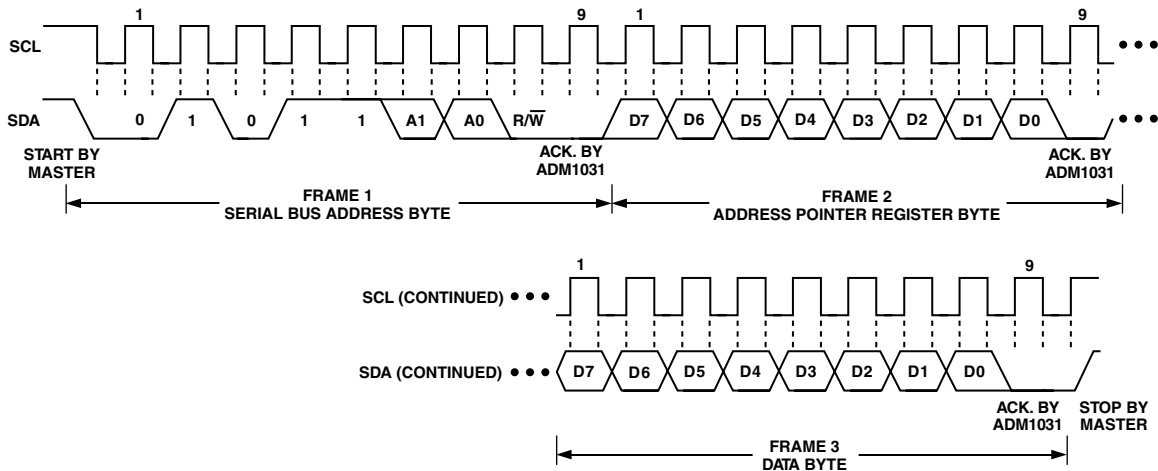 1 9 1 9
SCL
SDA 0 1 0 1 1 A1 A0 R/W̅ D7 D6 D5 D4 D3 D2 D1 D0
START BY
MASTER
ACK. BY
ADM1031
ACK. BY
ADM1031
FRAME 1
SERIAL BUS ADDRESS BYTE
FRAME 2
ADDRESS POINTER REGISTER BYTE
1 9
SCL (CONTINUED)
SDA (CONTINUED) D7 D6 D5 D4 D3 D2 D1 D0
ACK. BY
ADM1031
STOP BY
MASTER
FRAME 3
DATA BYTE